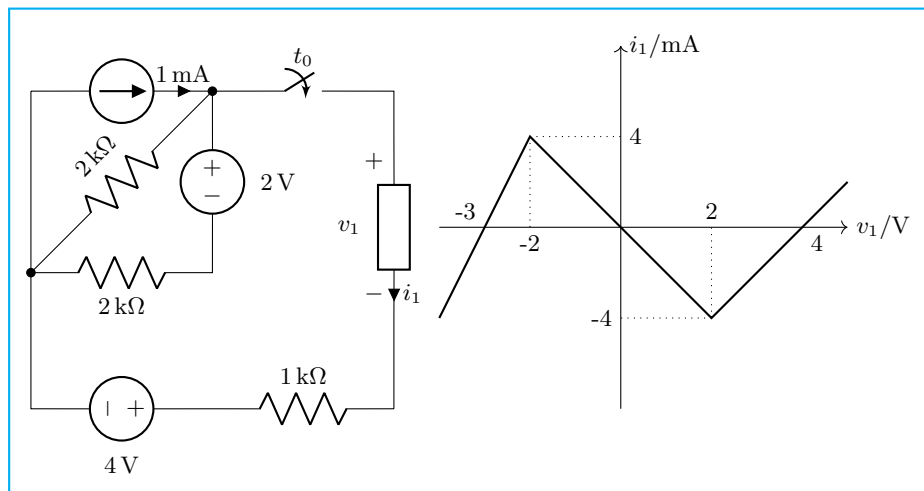 t₀
i₁/mA
1 mA
2 kΩ
+
−
2 V
+
v₁
−
i₁
2 kΩ
− +
4 V
1 kΩ
4
-3
-2
2
4
v₁/V
-4